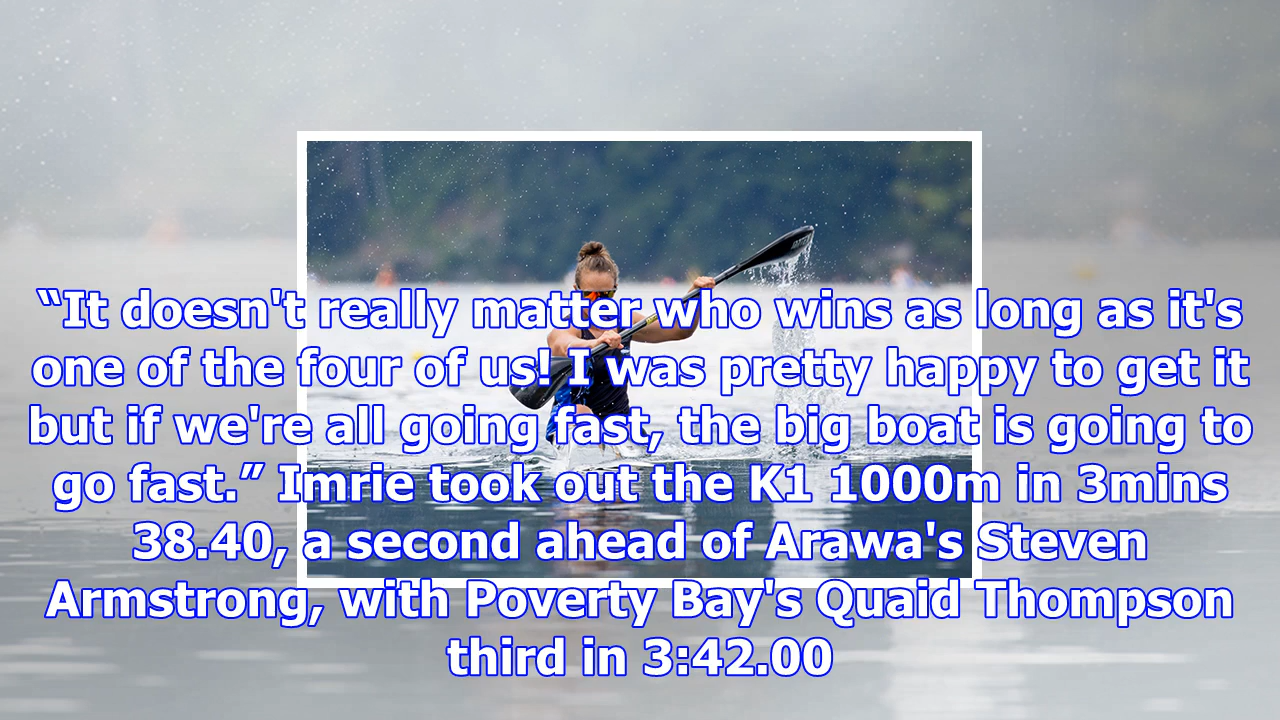 “It doesn't really matter who wins as long as it's
one of the four of us! I was pretty happy to get it
but if we're all going fast, the big boat is going to
go fast.” Imrie took out the K1 1000m in 3mins
38.40, a second ahead of Arawa's Steven
Armstrong, with Poverty Bay's Quaid Thompson
third in 3:42.00